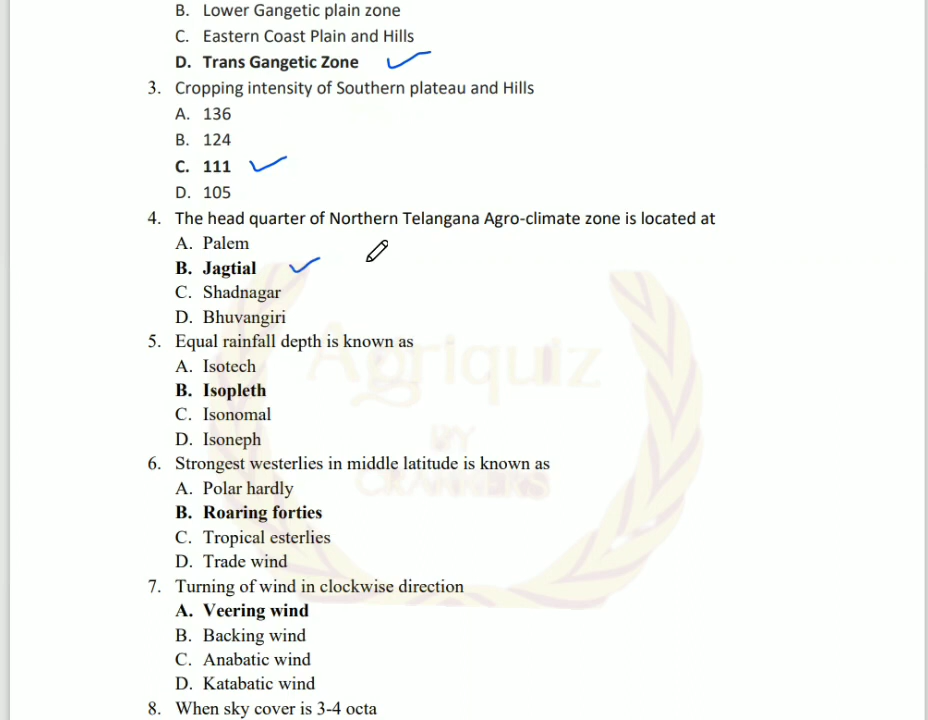 B. Lower Gangetic plain zone
C. Eastern Coast Plain and Hills
D. Trans Gangetic Zone
3. Cropping intensity of Southern plateau and Hills
A. 136
B. 124
C. 111
D. 105
4. The head quarter of Northern Telangana Agro-climate zone is located at
A. Palem
B. Jagtial
C. Shadnagar
D. Bhuvangiri
5. Equal rainfall depth is known as
A. Isotech
B. Isopleth
C. Isonomal
D. Isoneph
6. Strongest westerlies in middle latitude is known as
A. Polar hardly
B. Roaring forties
C. Tropical esterlies
D. Trade wind
7. Turning of wind in clockwise direction
A. Veering wind
B. Backing wind
C. Anabatic wind
D. Katabatic wind
8. When sky cover is 3-4 octa
Agriquiz
BY